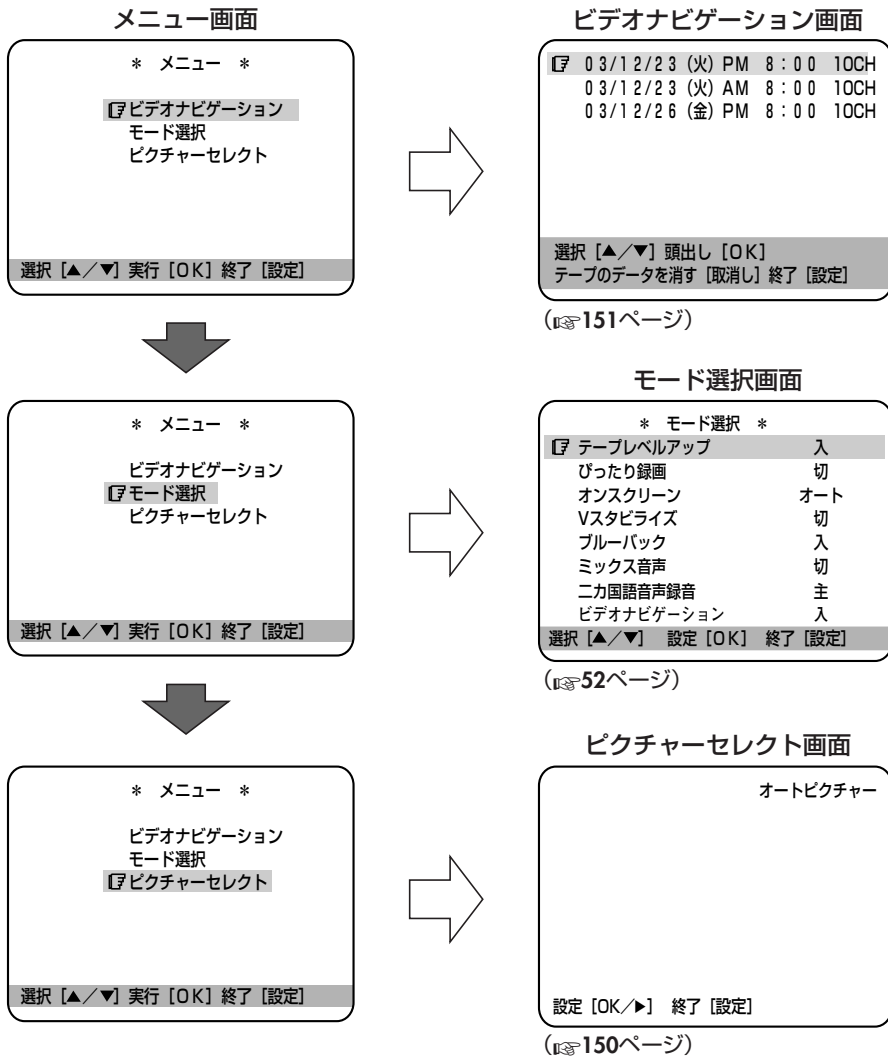 メニュー画面
＊ メニュー ＊
☞ビデオナビゲーション
モード選択
ピクチャーセレクト
選択［▲／▼］実行［OK］終了［設定］
ビデオナビゲーション画面
☞ 03/12/23（火）PM 8：00 10CH
03/12/23（火）AM 8：00 10CH
03/12/26（金）PM 8：00 10CH
選択［▲／▼］頭出し［OK］
テープのデータを消す［取消し］終了［設定］
（☞151ページ）
＊ メニュー ＊
ビデオナビゲーション
☞モード選択
ピクチャーセレクト
選択［▲／▼］実行［OK］終了［設定］
モード選択画面
＊ モード選択 ＊
☞ テープレベルアップ 入
ぴったり録画 切
オンスクリーン オート
Vスタビライズ 切
ブルーバック 入
ミックス音声 切
二カ国語音声録音 主
ビデオナビゲーション 入
選択［▲／▼］ 設定［OK］ 終了［設定］
（☞52ページ）
＊ メニュー ＊
ビデオナビゲーション
モード選択
☞ピクチャーセレクト
選択［▲／▼］実行［OK］終了［設定］
ピクチャーセレクト画面
オートピクチャー
設定［OK／▶］ 終了［設定］
（☞150ページ）